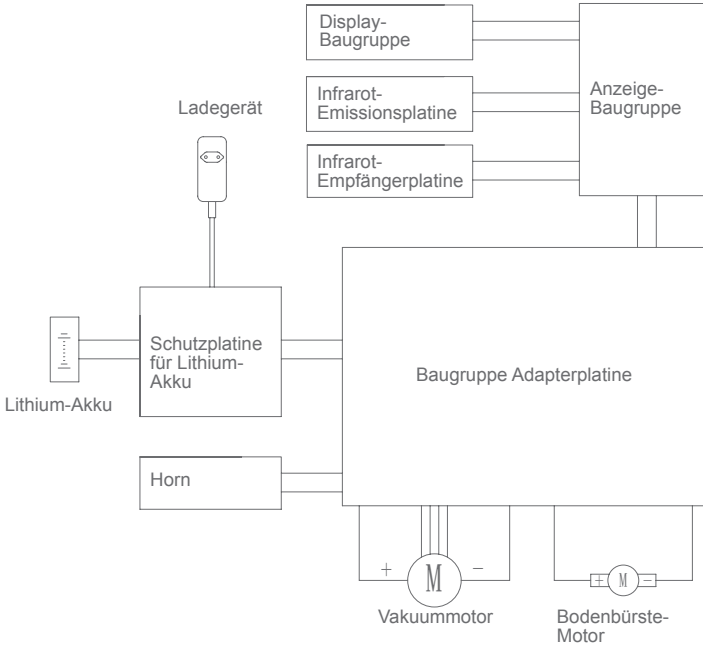 Display-
Baugruppe
Anzeige-
Baugruppe
Infrarot-
Emissionsplatine
Ladegerät
Infrarot-
Empfängerplatine
Schutzplatine
für Lithium-
Akku
Baugruppe Adapterplatine
Lithium-Akku
Horn
+ M −
Vakuummotor
+ M −
Bodenbürste-
Motor